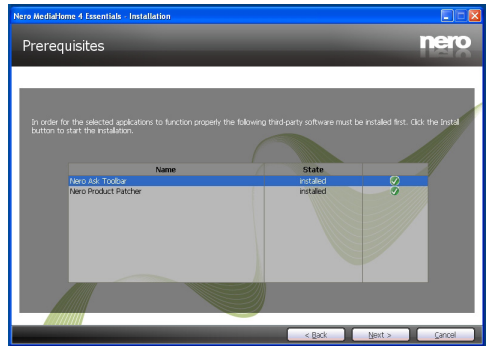 Nero MediaHome 4 Essentials - Installation
Prerequisites
nero
In order for the selected applications to function properly the following third-party software must be installed first. Click the Install
button to start the installation.
Name State
Nero Ask Toolbar installed
Nero Product Patcher installed
< Back Next > Cancel